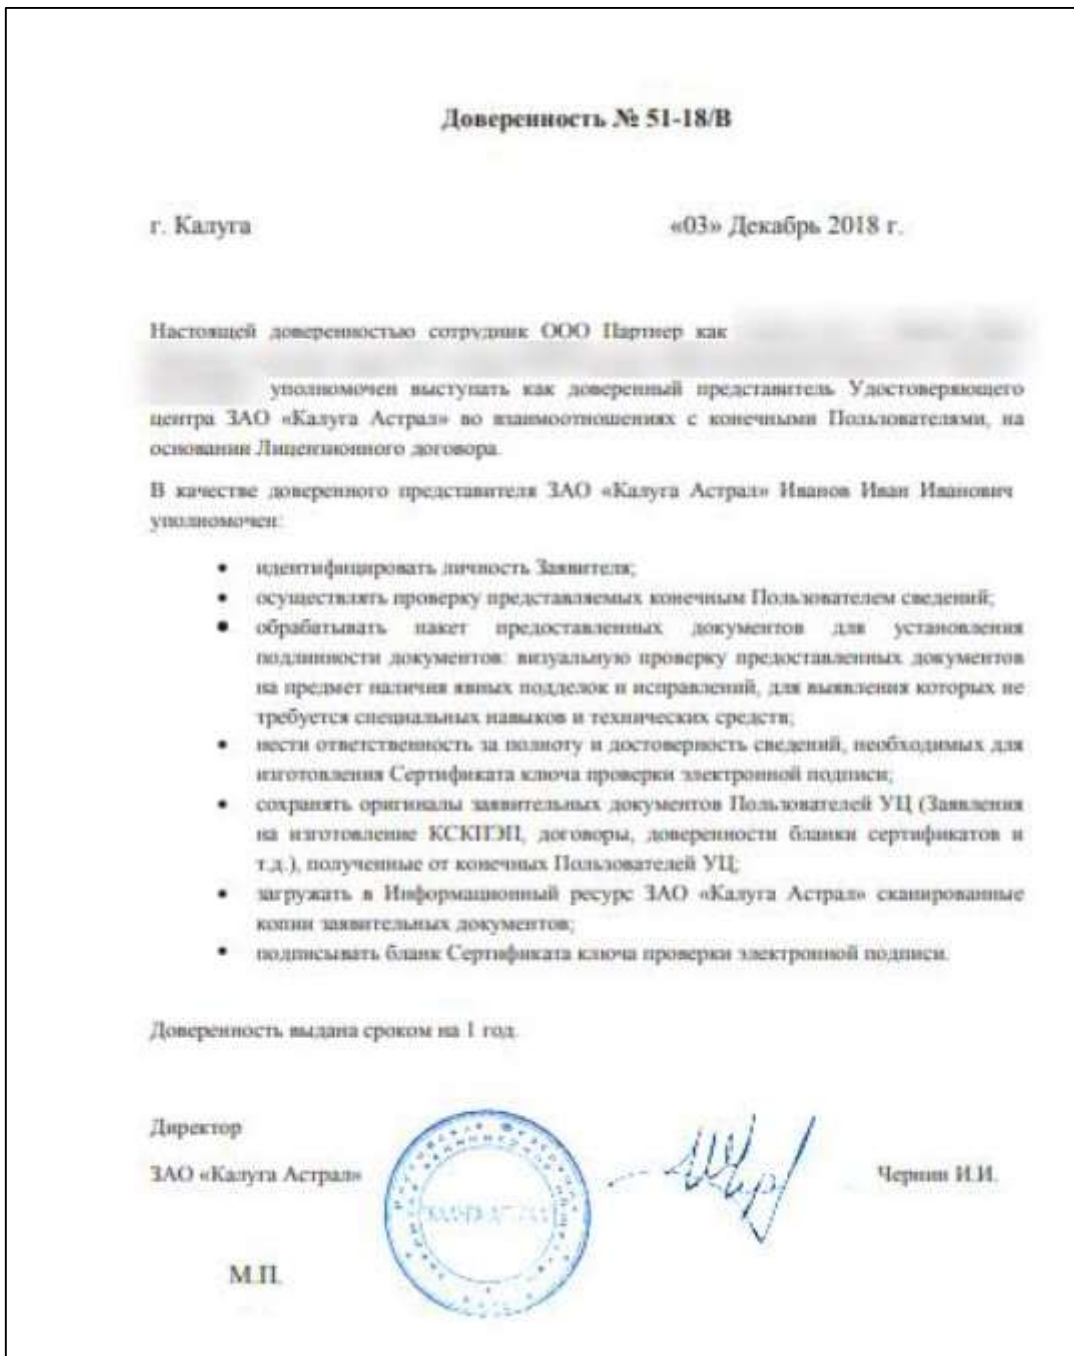 Доверенность № 51-18/В
г. Калуга «03» Декабрь 2018 г.
Настоящей доверенностью сотрудник ООО Партнер как
уполномочен выступать как доверенный представитель Удостоверяющего
центра ЗАО «Калуга Астрал» во взаимоотношениях с конечными Пользователями, на
основании Лицензионного договора.
В качестве доверенного представителя ЗАО «Калуга Астрал» Иванов Иван Иванович
уполномочен:
• идентифицировать личность Заявителя;
• осуществлять проверку представляемых конечным Пользователем сведений;
• обрабатывать пакет предоставленных документов для установления
подлинности документов: визуальную проверку предоставленных документов
на предмет наличия явных подделок и исправлений, для выявления которых не
требуется специальных навыков и технических средств;
• нести ответственность за полноту и достоверность сведений, необходимых для
изготовления Сертификата ключа проверки электронной подписи;
• сохранять оригиналы заявительных документов Пользователей УЦ (Заявления
на изготовление КСКПЭП, договоры, доверенности бланки сертификатов и
т.д.), полученные от конечных Пользователей УЦ;
• загружать в Информационный ресурс ЗАО «Калуга Астрал» сканированные
копии заявительных документов;
• подписывать бланк Сертификата ключа проверки электронной подписи.
Доверенность выдана сроком на 1 год.
Директор
ЗАО «Калуга Астрал» Чернин И.И.
М.П.